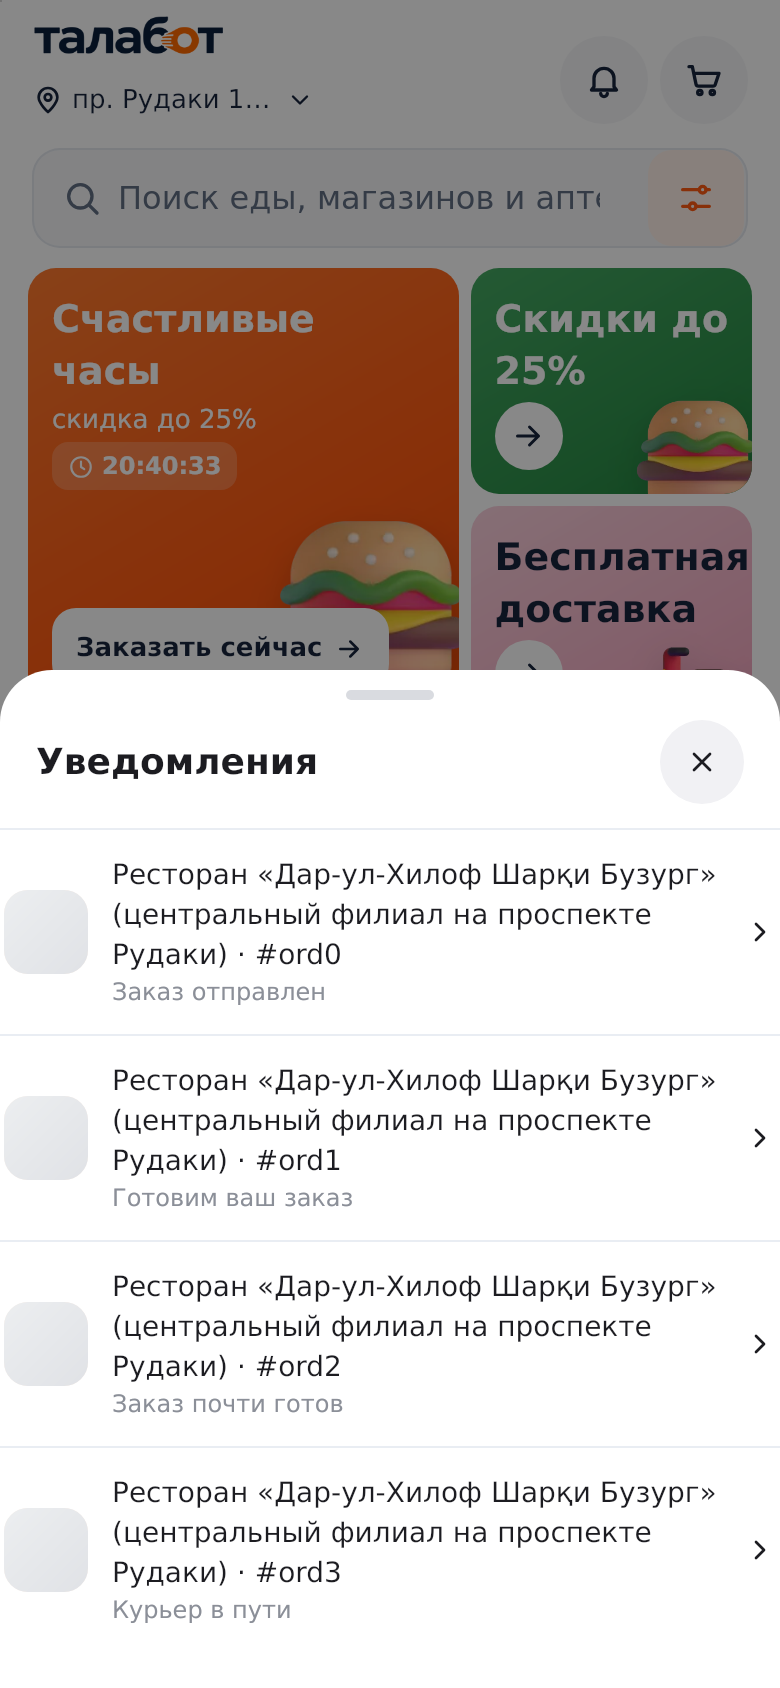 талабот
пр. Рудаки 1...
Поиск еды, магазинов и апте
Счастливые
часы
скидка до 25%
20:40:33
Заказать сейчас
Скидки до
25%
Бесплатная
доставка
Уведомления
Ресторан «Дар-ул-Хилоф Шарқи Бузург»
(центральный филиал на проспекте
Рудаки) · #ord0
Заказ отправлен
Ресторан «Дар-ул-Хилоф Шарқи Бузург»
(центральный филиал на проспекте
Рудаки) · #ord1
Готовим ваш заказ
Ресторан «Дар-ул-Хилоф Шарқи Бузург»
(центральный филиал на проспекте
Рудаки) · #ord2
Заказ почти готов
Ресторан «Дар-ул-Хилоф Шарқи Бузург»
(центральный филиал на проспекте
Рудаки) · #ord3
Курьер в пути